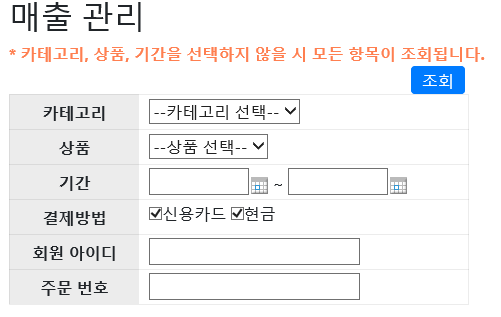 매출 관리
* 카테고리, 상품, 기간을 선택하지 않을 시 모든 항목이 조회됩니다.
조회
카테고리 --카테고리 선택--
상품 --상품 선택--
기간 ~
결제방법 신용카드 현금
회원 아이디
주문 번호